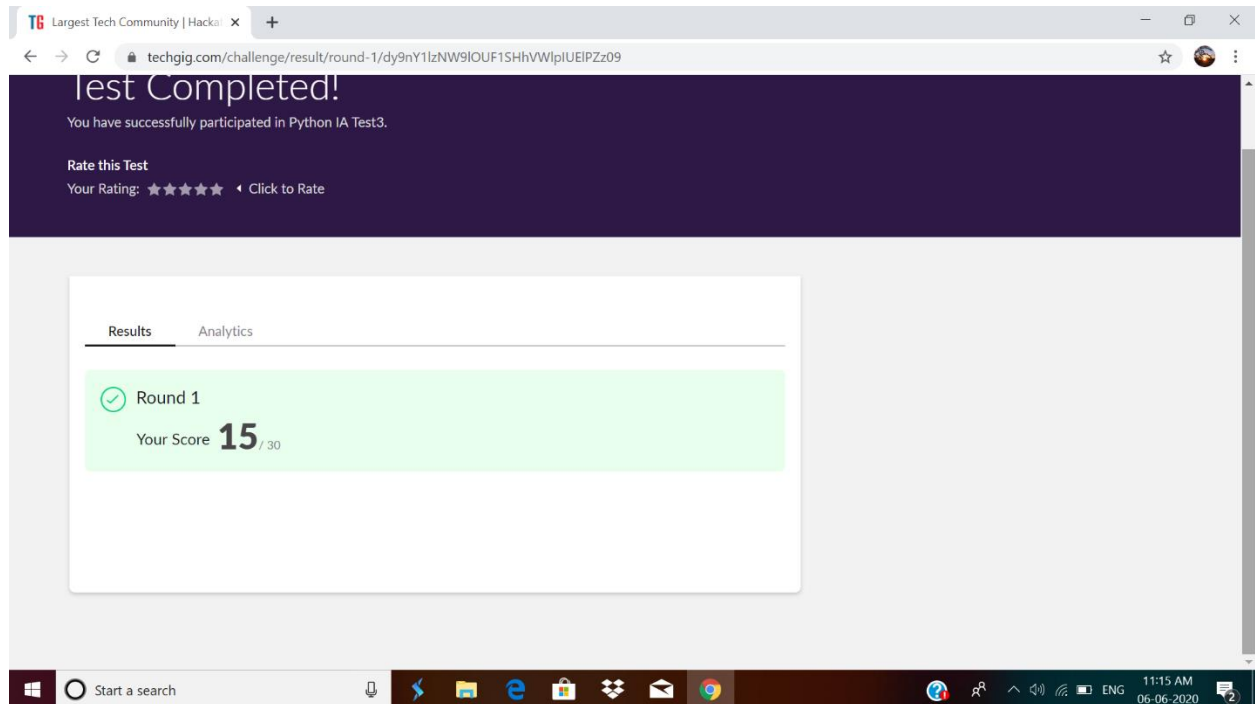 TG Largest Tech Community | Hacka
techgig.com/challenge/result/round-1/dy9nY1lzNW9lOUF1SHhVWlpIUElPZz09
Test Completed!
You have successfully participated in Python IA Test3.
Rate this Test
Your Rating: Click to Rate
Results Analytics
Round 1
Your Score 15 / 30
Start a search
ENG
11:15 AM
06-06-2020
2